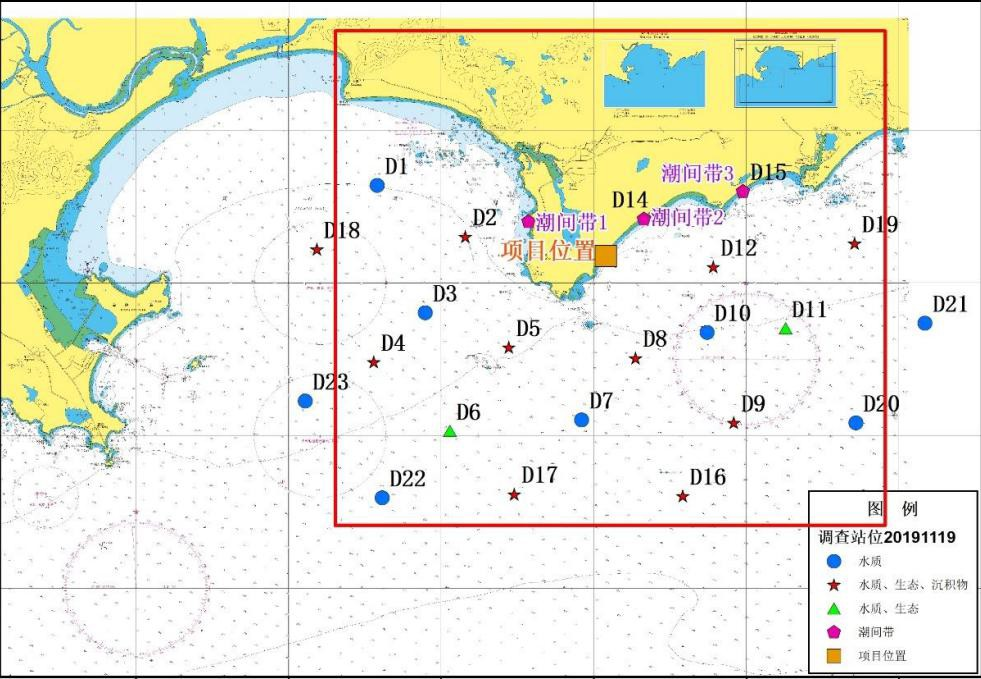 D1
潮间带3
D15
D14
D18
D2
潮间带1
潮间带2
D19
项目位置
D12
D3
D10
D11
D21
D4
D5
D8
D23
D6
D7
D9
D20
D22
D17
D16
图 例
调查站位20191119
水质
水质、生态、沉积物
水质、生态
潮间带
项目位置